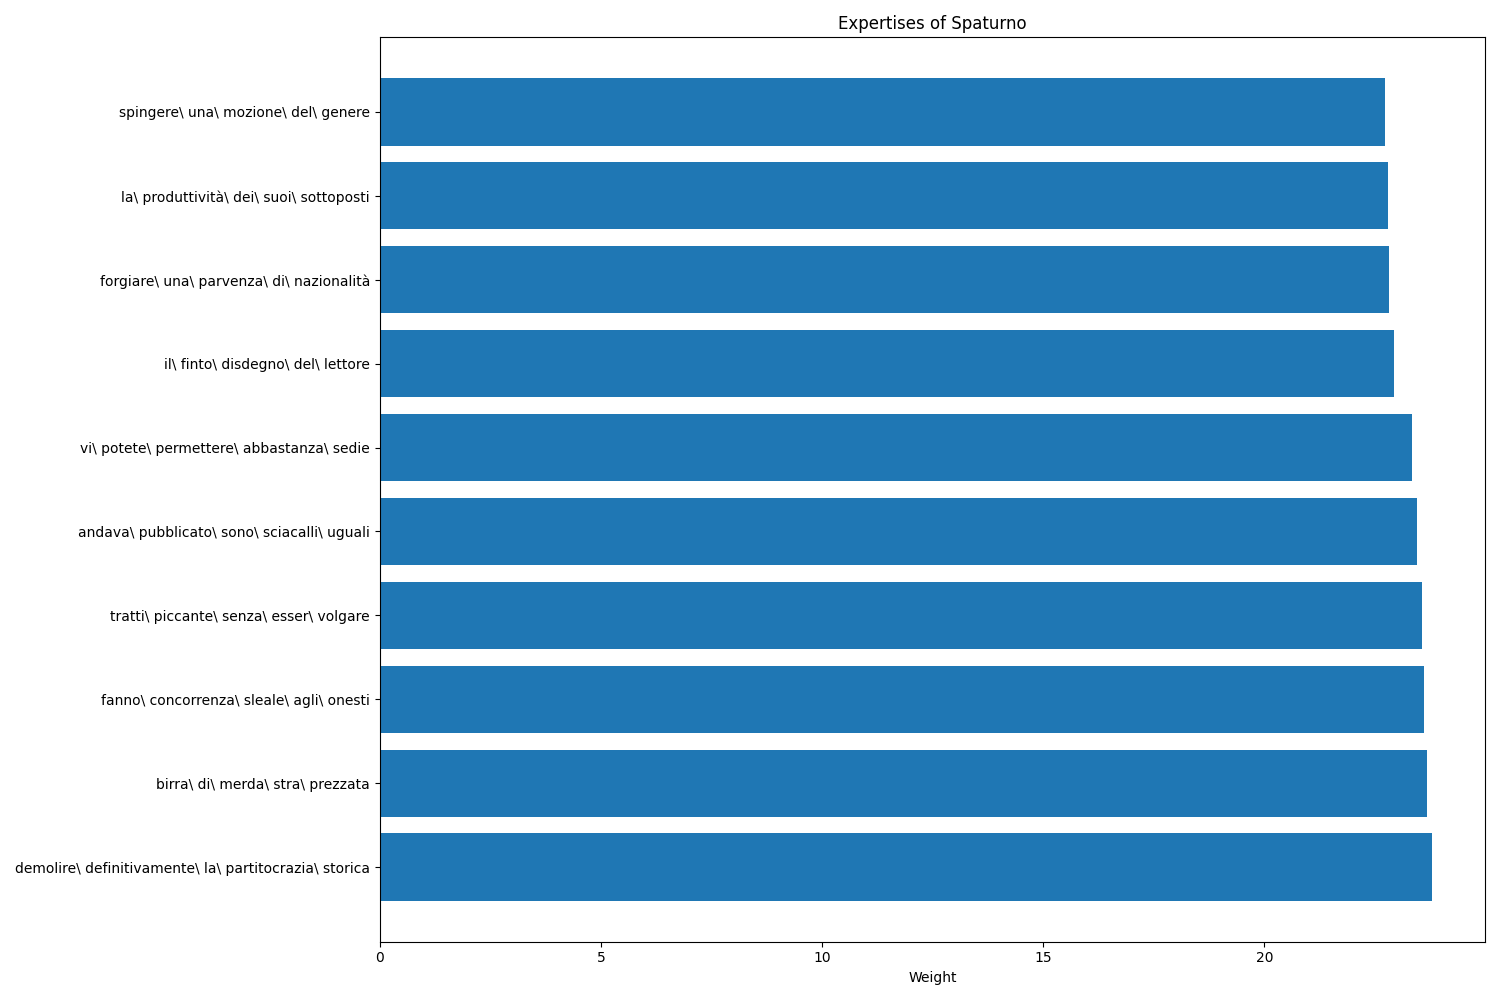 Expertises of Spaturno
spingere\ una\ mozione\ del\ genere
la\ produttività\ dei\ suoi\ sottoposti
forgiare\ una\ parvenza\ di\ nazionalità
il\ finto\ disdegno\ del\ lettore
vi\ potete\ permettere\ abbastanza\ sedie
andava\ pubblicato\ sono\ sciacalli\ uguali
tratti\ piccante\ senza\ esser\ volgare
fanno\ concorrenza\ sleale\ agli\ onesti
birra\ di\ merda\ stra\ prezzata
demolire\ definitivamente\ la\ partitocrazia\ storica
0 5 10 15 20
Weight